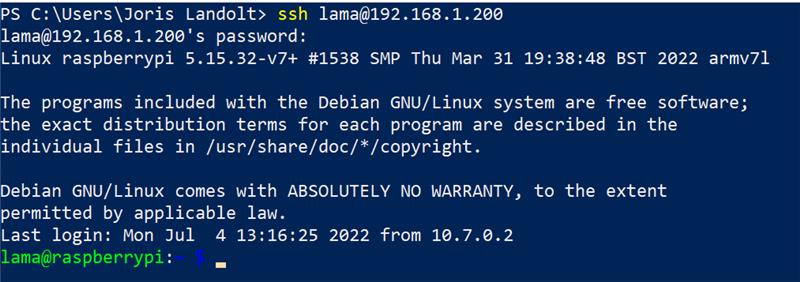 PS C:\Users\Joris Landolt> ssh lama@192.168.1.200
lama@192.168.1.200's password:
Linux raspberrypi 5.15.32-v7+ #1538 SMP Thu Mar 31 19:38:48 BST 2022 armv7l
The programs included with the Debian GNU/Linux system are free software;
the exact distribution terms for each program are described in the
individual files in /usr/share/doc/*/copyright.
Debian GNU/Linux comes with ABSOLUTELY NO WARRANTY, to the extent
permitted by applicable law.
Last login: Mon Jul  4 13:16:25 2022 from 10.7.0.2
lama@raspberrypi:~ $